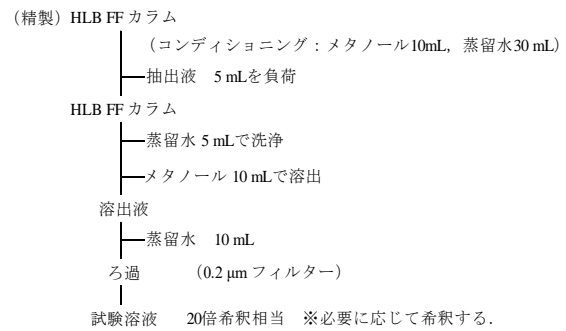 （精製）HLB FF カラム
（コンディショニング：メタノール10mL，蒸留水30 mL）
抽出液　5 mLを負荷
HLB FF カラム
蒸留水 5 mLで洗浄
メタノール 10 mLで溶出
溶出液
蒸留水　10 mL
ろ過　　（0.2 μm フィルター）
試験溶液　20倍希釈相当　※必要に応じて希釈する．